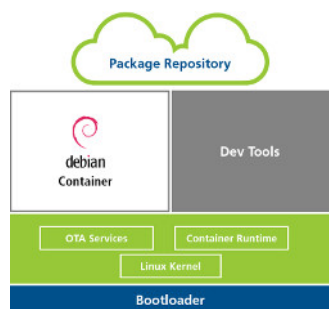 Package Repository
debian
Container
Dev Tools
OTA Services
Container Runtime
Linux Kernel
Bootloader